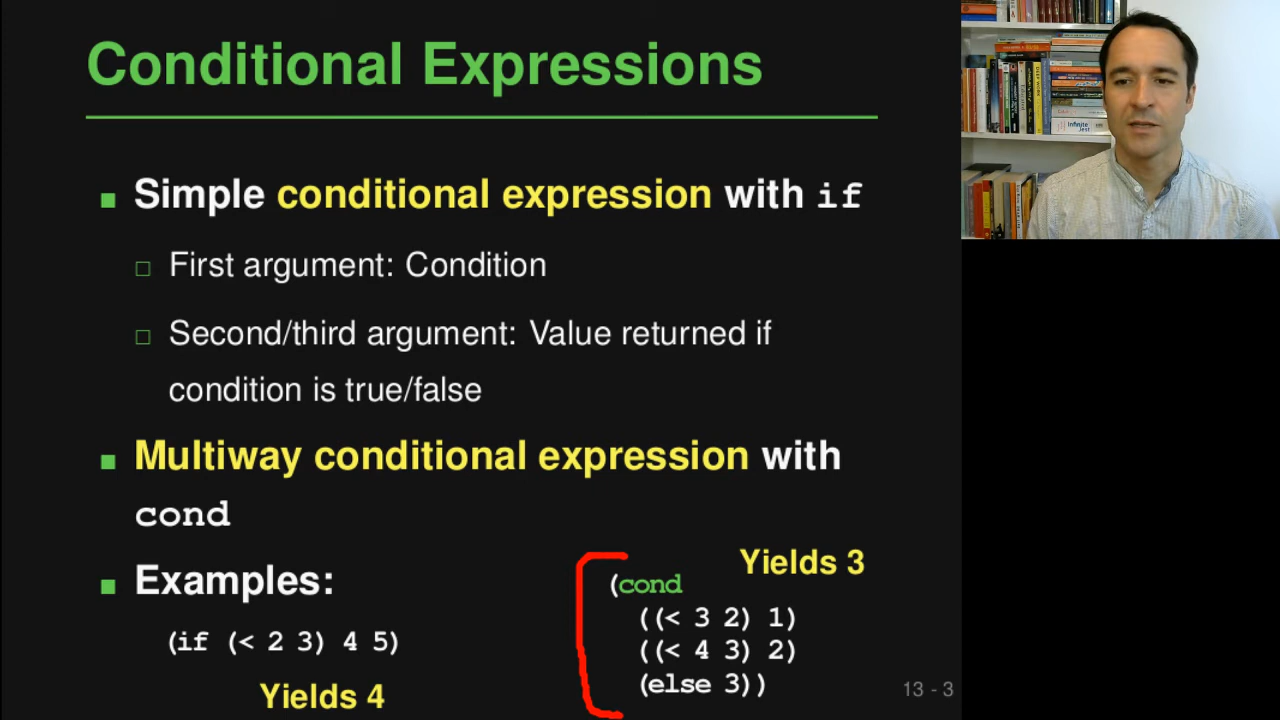 Conditional Expressions
Simple conditional expression with if
First argument: Condition
Second/third argument: Value returned if
condition is true/false
Multiway conditional expression with
cond
Examples:
(if (< 2 3) 4 5)
Yields 4
Yields 3
(cond
((< 3 2) 1)
((< 4 3) 2)
(else 3))
13 - 3
Infinite
Jest